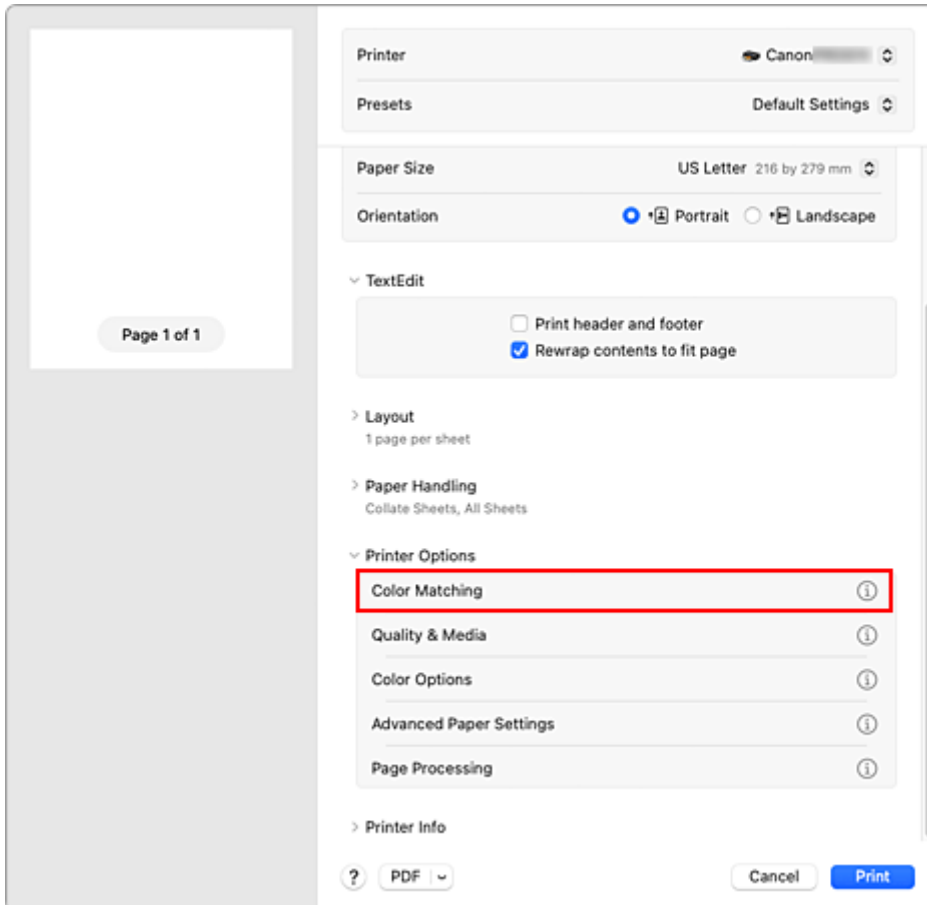 Printer Canon
Presets Default Settings
Paper Size US Letter 216 by 279 mm
Orientation Portrait Landscape
TextEdit
Print header and footer
Rewrap contents to fit page
Page 1 of 1
Layout
1 page per sheet
Paper Handling
Collate Sheets, All Sheets
Printer Options
Color Matching
Quality & Media
Color Options
Advanced Paper Settings
Page Processing
Printer Info
? PDF Cancel Print